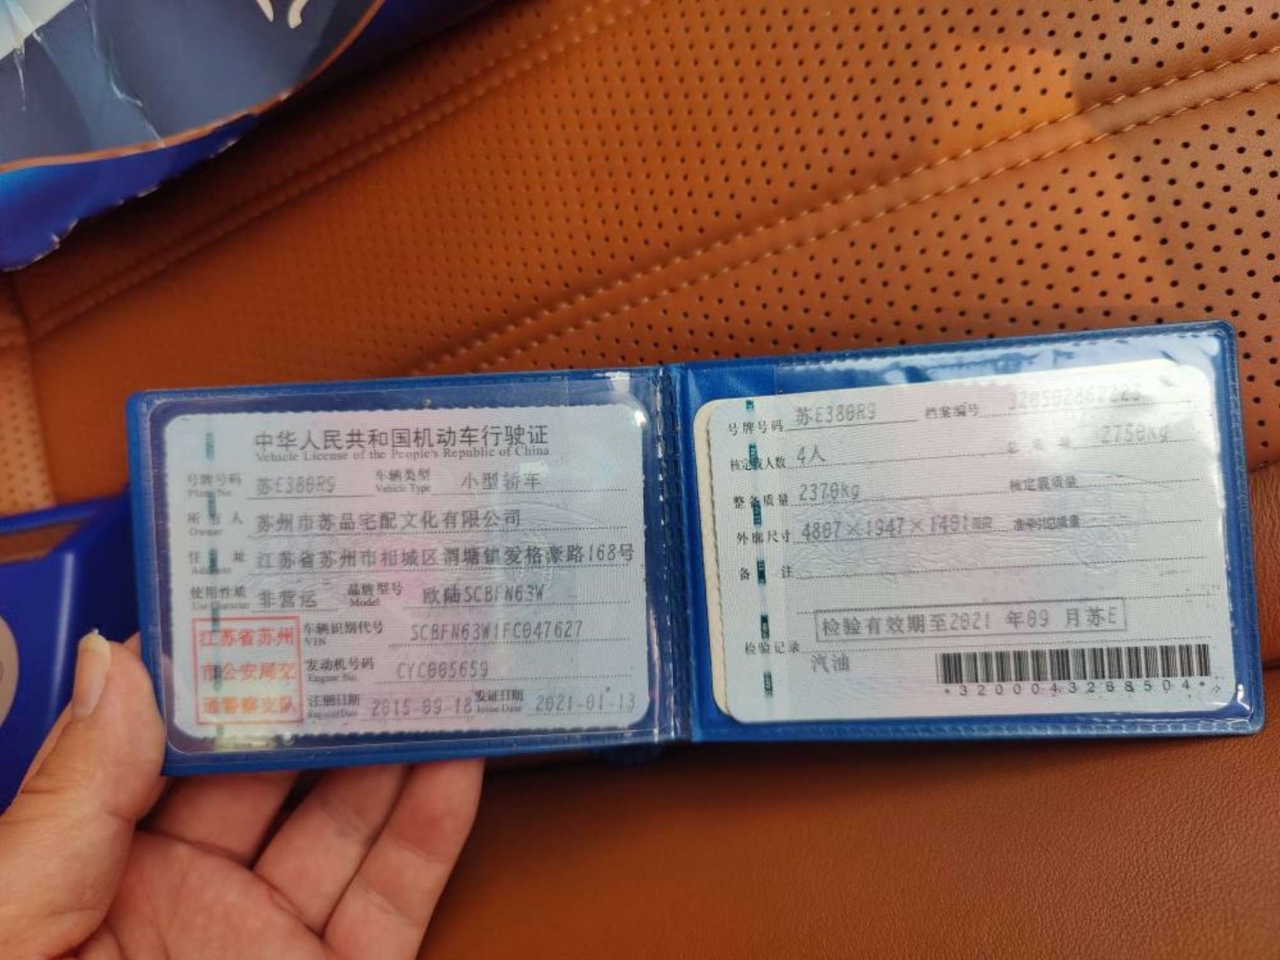 中华人民共和国机动车行驶证
Vehicle License of the People's Republic of China
号牌号码 苏E380R9 车辆类型 小型轿车
Plate No. Vehicle Type
所有人 苏州市苏品宅配文化有限公司
Owner
住址 江苏省苏州市相城区渭塘镇爱格豪路168号
Address
使用性质 非营运 品牌型号 欧陆SCBFN63W
Use Character Model
江苏省苏州市公安局交通警察支队
车辆识别代号 SCBFN63W1FC047627
VIN
发动机号码 CYC005659
Engine No.
注册日期 2015-09-18 发证日期 2021-01-13
Register Date Issue Date
号牌号码 苏E380R9 档案编号 320502862223
核定载人数 4人 总质量 2750kg
整备质量 2370kg 核定载质量
外廓尺寸 4807×1947×1401mm 准牵引总质量
备注
检验有效期至2021年09月苏E
检验记录
汽油
*3200043268504*